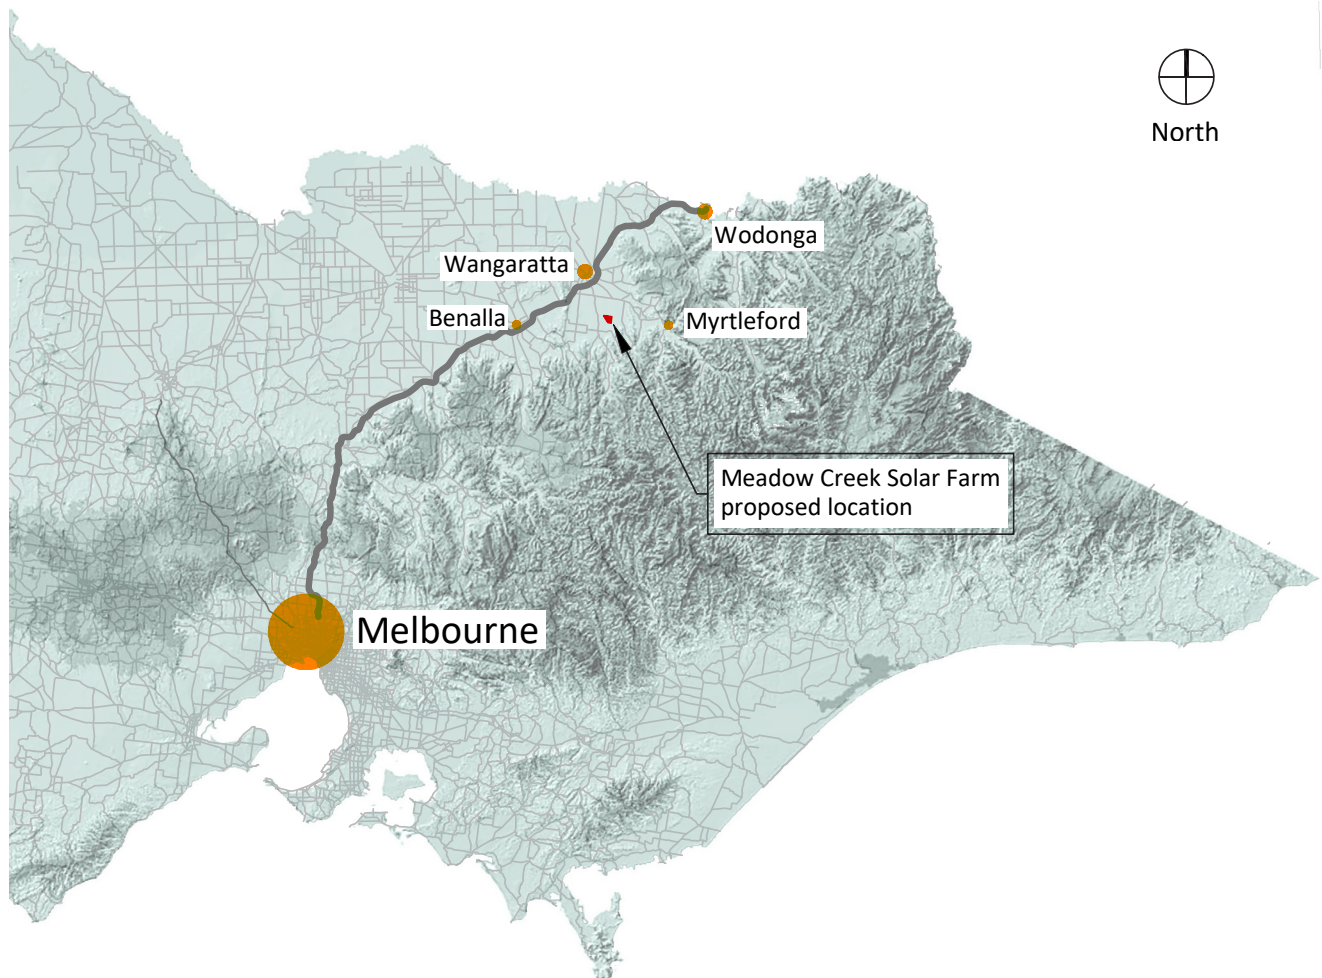 North
Wodonga
Wangaratta
Benalla
Myrtleford
Meadow Creek Solar Farm
proposed location
Melbourne